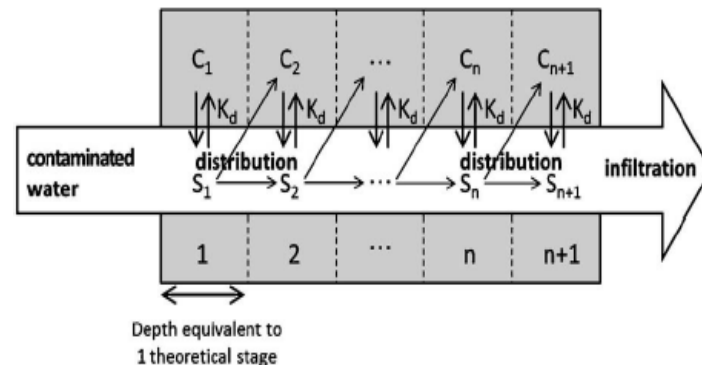 C1 C2 ... Cn Cn+1
Kd Kd Kd Kd Kd
contaminated
water
distribution distribution
infiltration
S1 S2 ... Sn Sn+1
1 2 ... n n+1
Depth equivalent to
1 theoretical stage